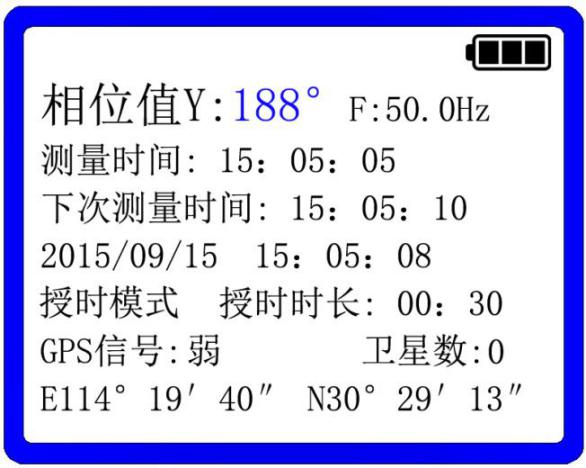 相位值Y:188° F:50.0Hz
测量时间: 15: 05: 05
下次测量时间: 15: 05: 10
2015/09/15 15: 05: 08
授时模式 授时时长: 00: 30
GPS信号:弱 卫星数:0
E114° 19′ 40″ N30° 29′ 13″